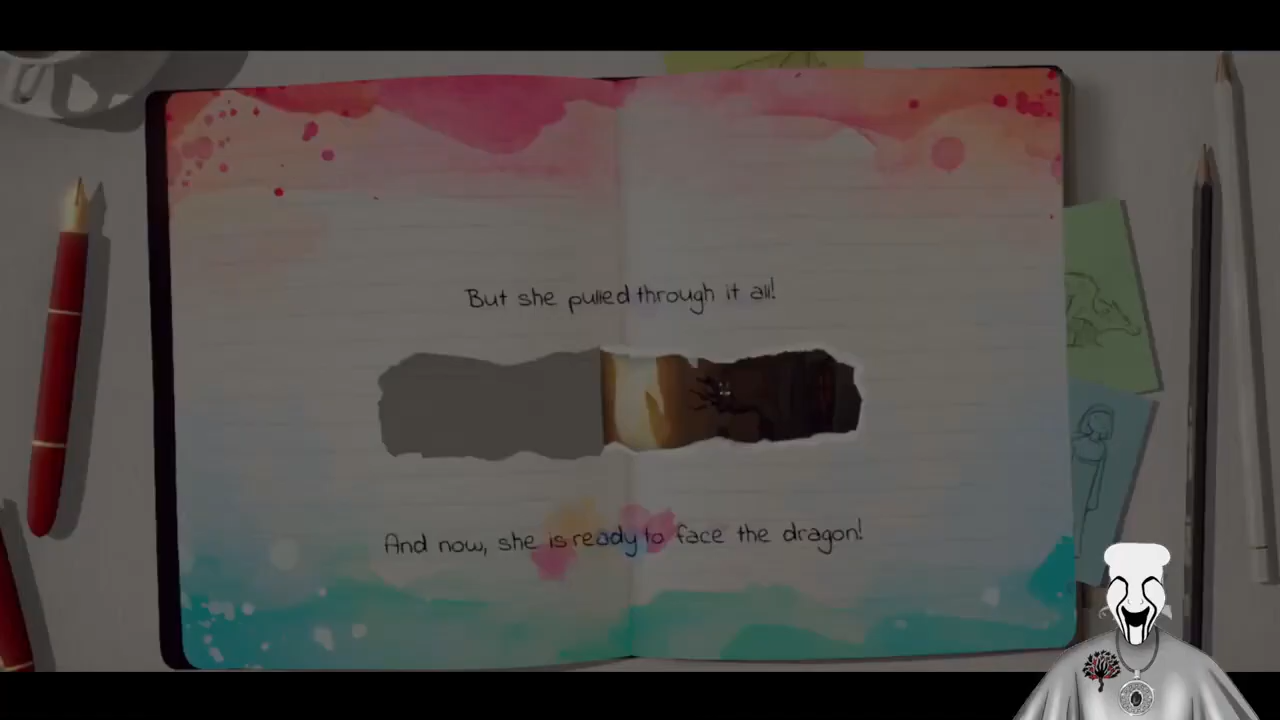 But she pulled through it all!
And now, she is ready to face the dragon!